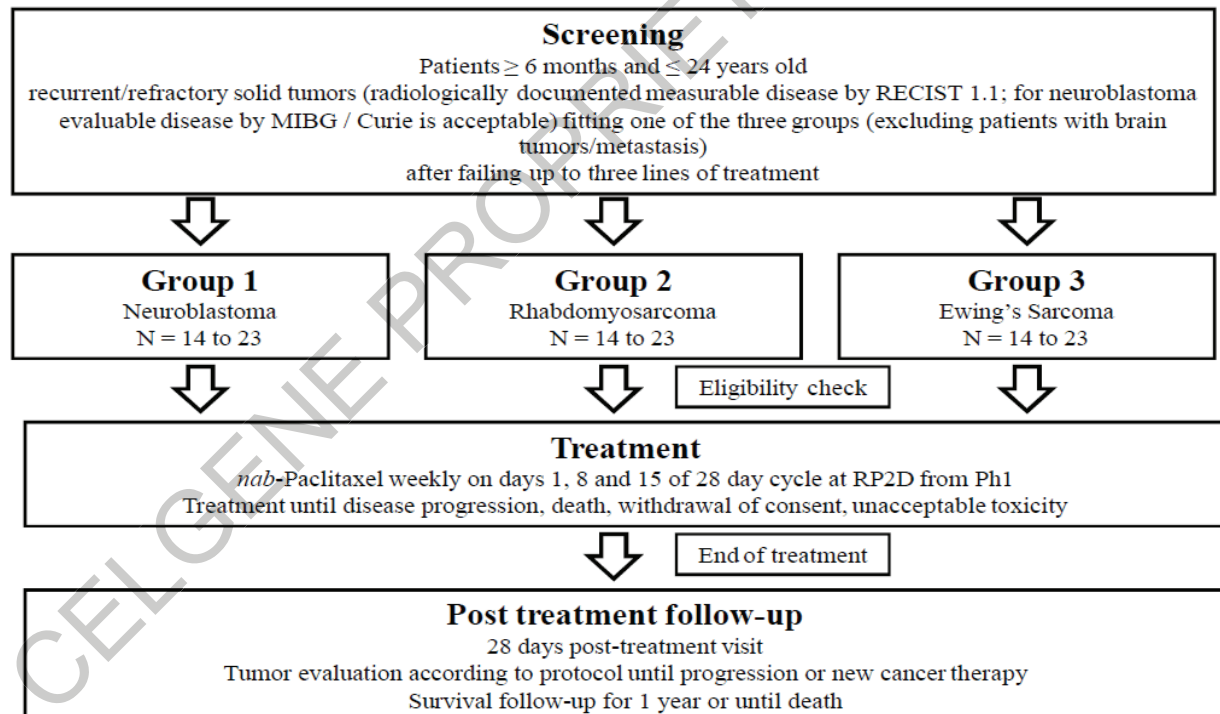 Screening
Patients ≥ 6 months and ≤ 24 years old
recurrent/refractory solid tumors (radiologically documented measurable disease by RECIST 1.1; for neuroblastoma
evaluable disease by MIBG / Curie is acceptable) fitting one of the three groups (excluding patients with brain
tumors/metastasis)
after failing up to three lines of treatment
Group 1
Neuroblastoma
N = 14 to 23
Group 2
Rhabdomyosarcoma
N = 14 to 23
Group 3
Ewing's Sarcoma
N = 14 to 23
Eligibility check
Treatment
nab-Paclitaxel weekly on days 1, 8 and 15 of 28 day cycle at RP2D from Ph1
Treatment until disease progression, death, withdrawal of consent, unacceptable toxicity
End of treatment
Post treatment follow-up
28 days post-treatment visit
Tumor evaluation according to protocol until progression or new cancer therapy
Survival follow-up for 1 year or until death
CELGENE PROPRIE